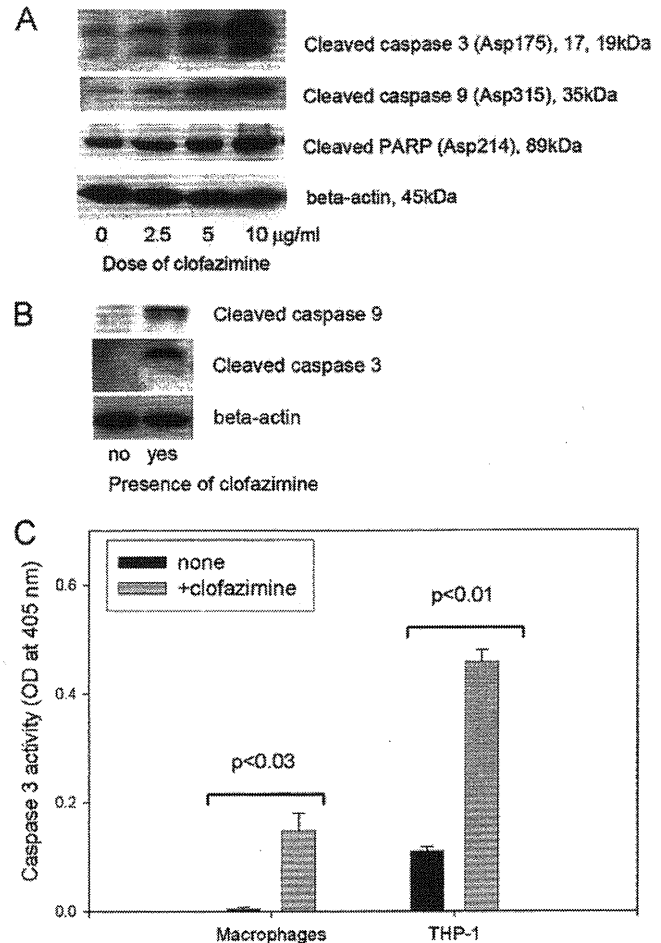 A
Cleaved caspase 3 (Asp175), 17, 19kDa
Cleaved caspase 9 (Asp315), 35kDa
Cleaved PARP (Asp214), 89kDa
beta-actin, 45kDa
0 2.5 5 10 µg/ml
Dose of clofazimine
B
Cleaved caspase 9
Cleaved caspase 3
beta-actin
no yes
Presence of clofazimine
C
none
+clofazimine
Caspase 3 activity (OD at 405 nm)
0.6
0.4
0.2
0.0
p<0.03
p<0.01
Macrophages THP-1